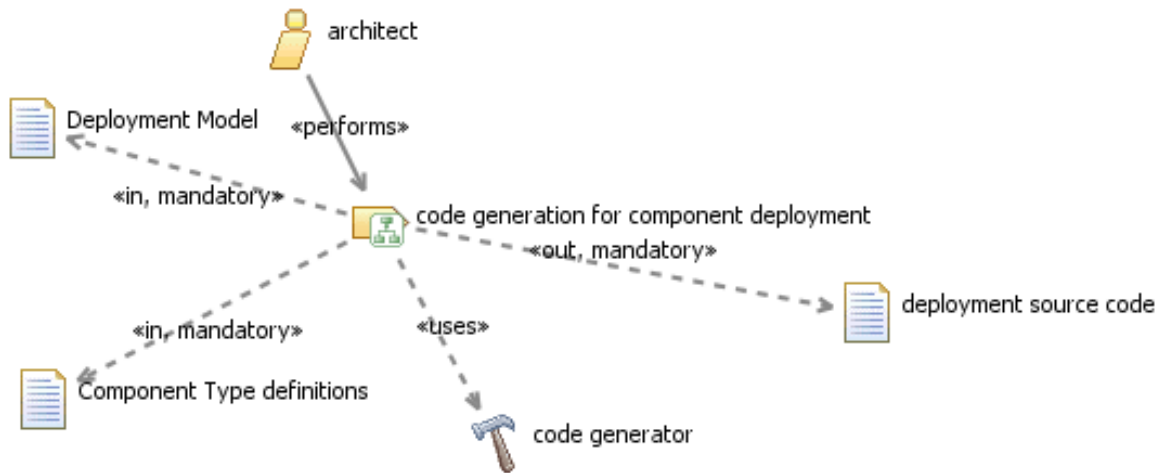 architect
Deployment Model
«performs»
«in, mandatory»
code generation for component deployment
«out, mandatory»
deployment source code
«in, mandatory»
«uses»
Component Type definitions
code generator